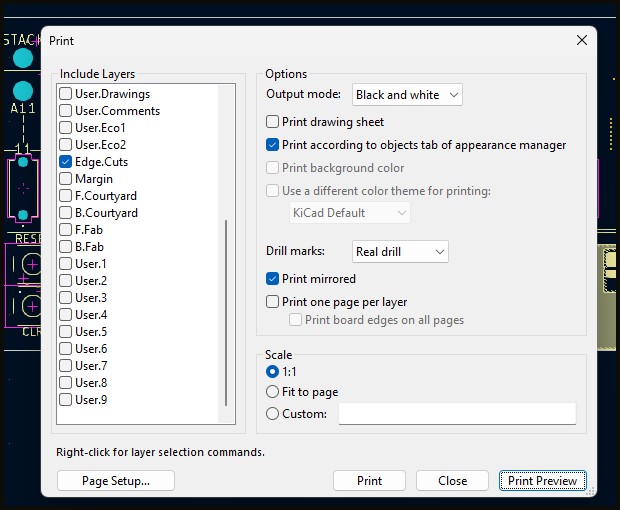 STAC
Print
Include Layers
User.Drawings
User.Comments
User.Eco1
User.Eco2
Edge.Cuts
Margin
F.Courtyard
B.Courtyard
F.Fab
B.Fab
User.1
User.2
User.3
User.4
User.5
User.6
User.7
User.8
User.9
Right-click for layer selection commands.
Page Setup...
Options
Output mode: Black and white
Print drawing sheet
Print according to objects tab of appearance manager
Print background color
Use a different color theme for printing:
KiCad Default
Drill marks: Real drill
Print mirrored
Print one page per layer
Print board edges on all pages
Scale
1:1
Fit to page
Custom:
Print Close Print Preview
A11
11
RESE
CLR